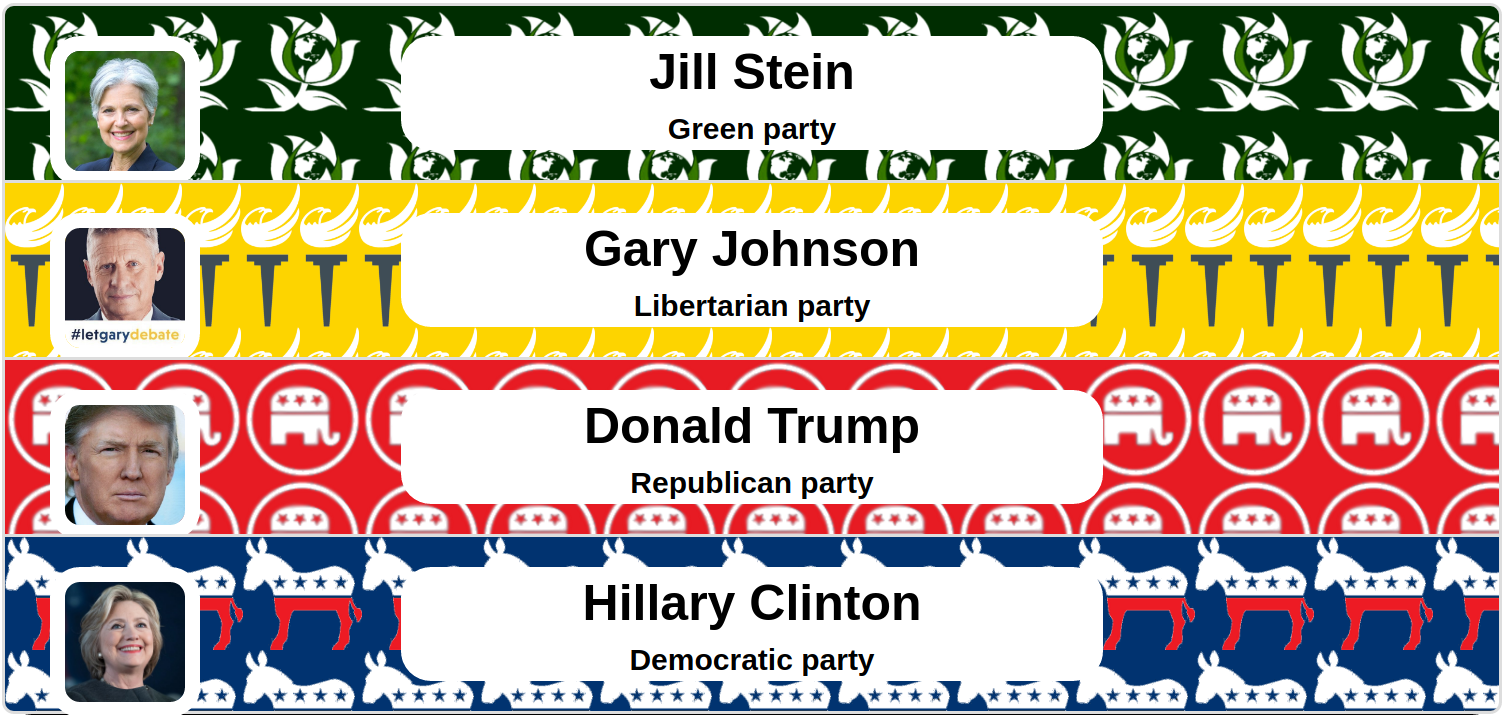 Jill Stein
Green party
Gary Johnson
Libertarian party
#letgarydebate
Donald Trump
Republican party
Hillary Clinton
Democratic party